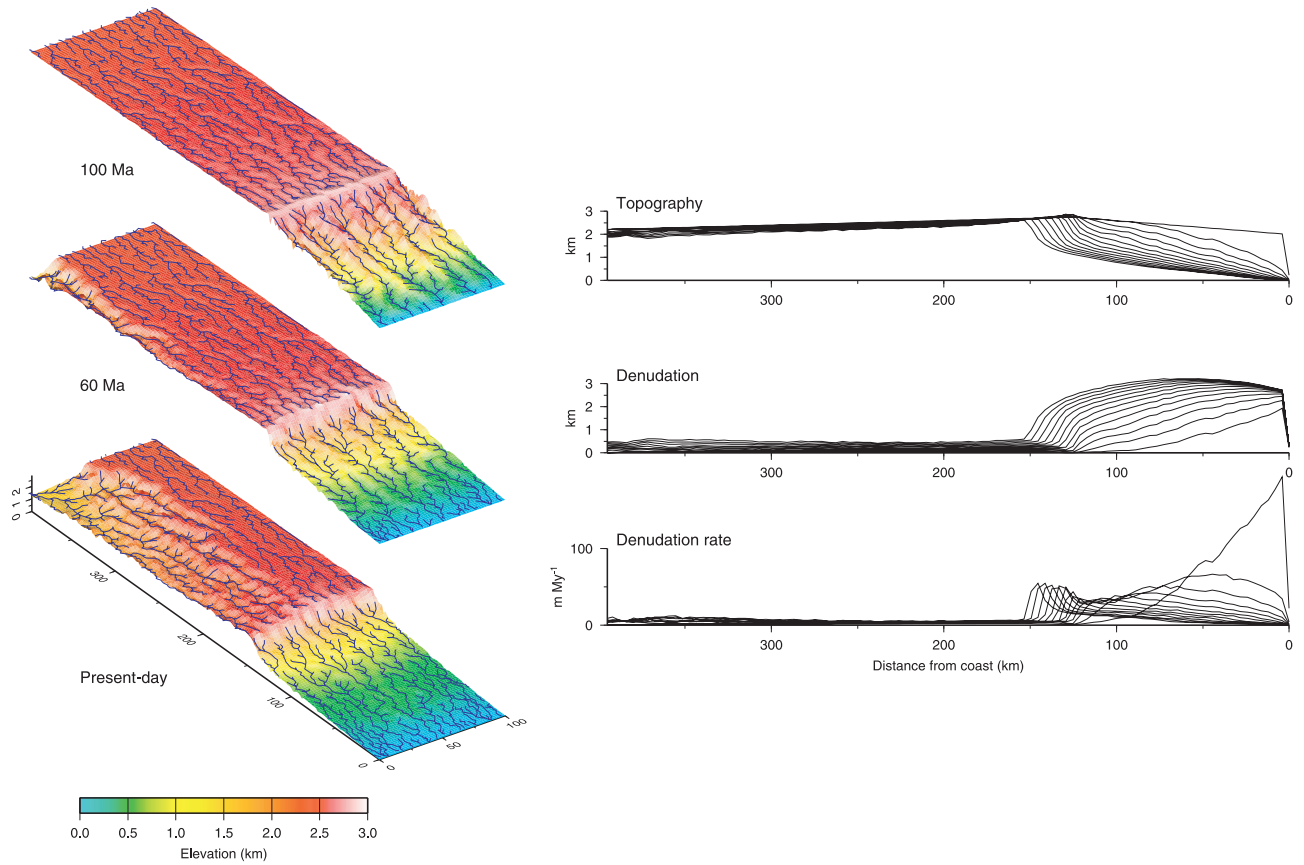 100 Ma
60 Ma
Present-day
0 1 2
300
200
100
0
0
50
100
0.0 0.5 1.0 1.5 2.0 2.5 3.0
Elevation (km)
Topography
3
2
1
0
km
300 200 100 0
Denudation
3
2
1
0
km
300 200 100 0
Denudation rate
100
0
m My-1
300 200 100 0
Distance from coast (km)